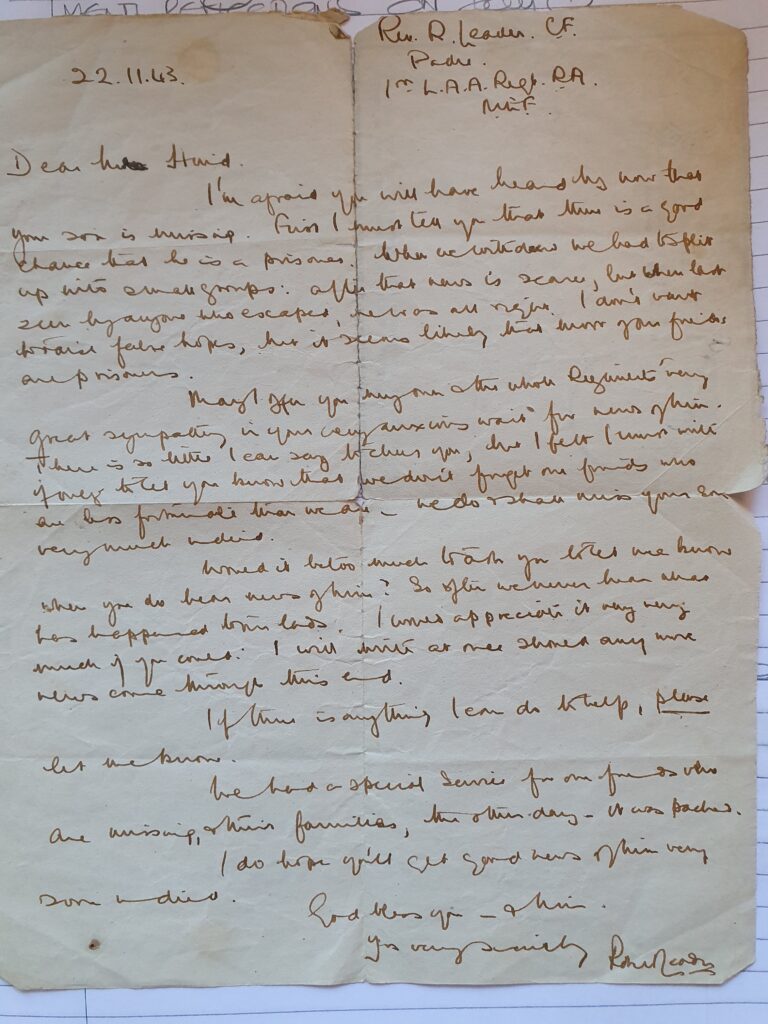 Rev. R. Leader. CF.
Padre.
22.11.43.
1st L.A.A. Regt. RA.
MEF.
Dear
I'm afraid you will have heard by now that
your son is missing. First I must tell you that there is a good
chance that he is a prisoner. When we withdrew we had to split
up into small groups: after that news is scarce, but when last
seen by anyone who escaped, he was all right. I don't want
to raise false hopes, but it seems likely that most of our friends
are prisoners.
May I offer you my own & the whole Regiments very
great sympathy in your very anxious wait for news of him.
There is so little I can say to cheer you, but I felt I must write
if only to let you know that we don't forget our friends who
are less fortunate than we are – we do & shall miss your son
very much indeed.
Would it be too much to ask you to let me know
when you do hear news of him? So often we never hear what
has happened to our lads. I would appreciate it very very
much if you could. I will write at once should any more
news come through this end.
If there is anything I can do to help, please
let me know.
We had a special Service for our friends who
are missing, & their families, the other day – it was packed.
I do hope you'll get good news of him very
soon indeed.
God bless you – & him.
Yrs very sincerely
Leader